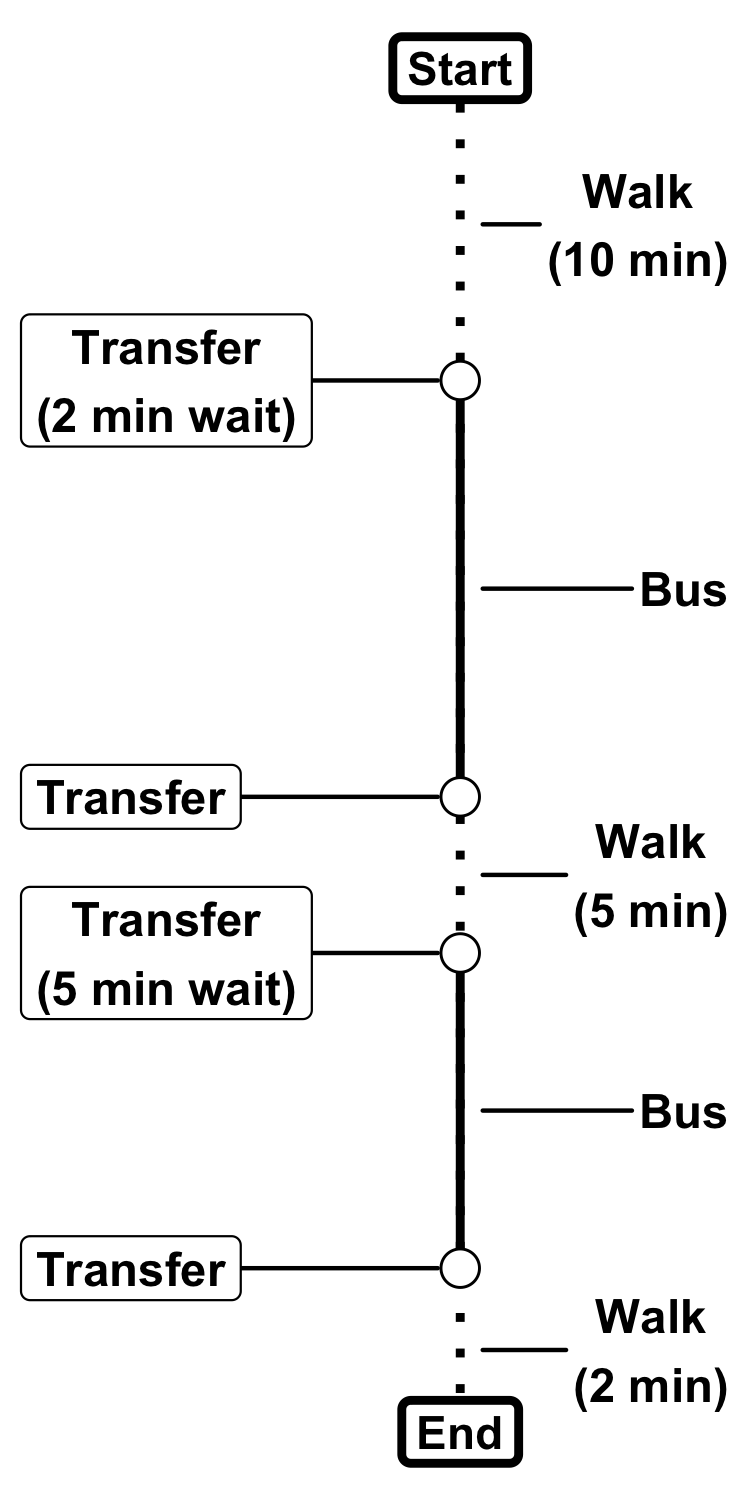 Start
Walk
(10 min)
Transfer
(2 min wait)
Bus
Transfer
Walk
(5 min)
Transfer
(5 min wait)
Bus
Transfer
Walk
(2 min)
End